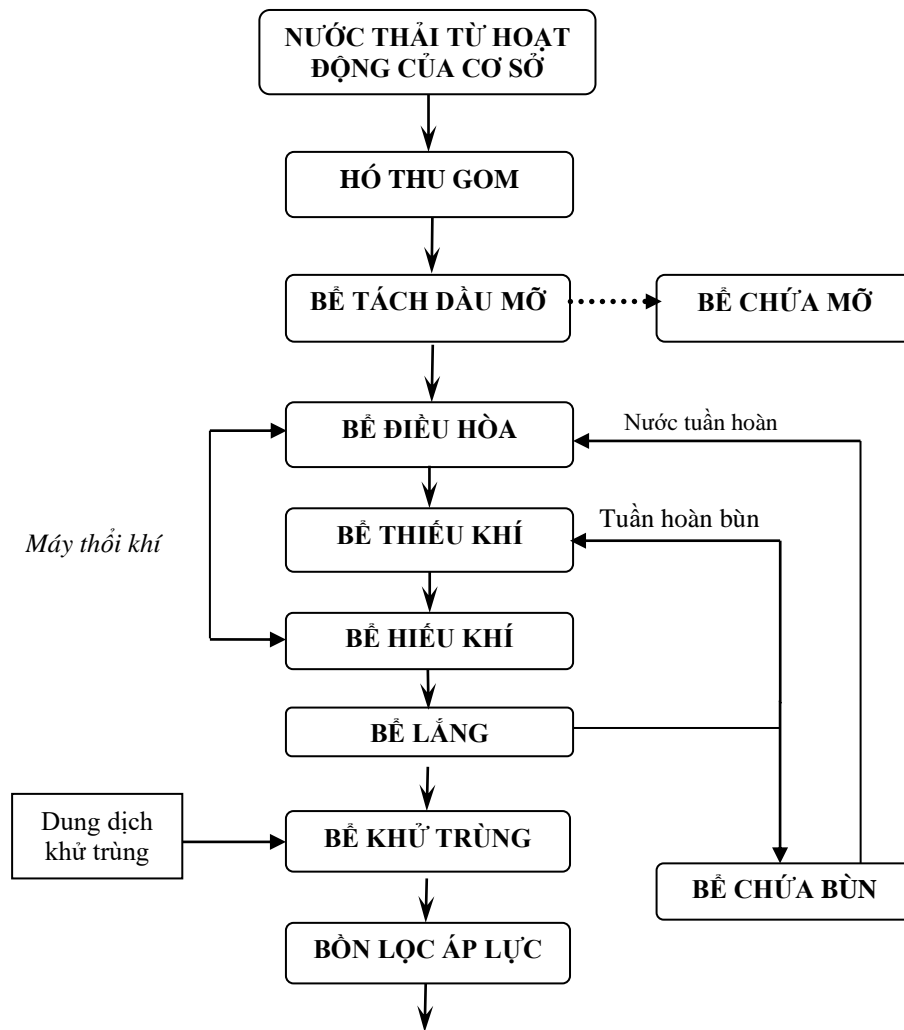 NƯỚC THẢI TỪ HOẠT
ĐỘNG CỦA CƠ SỞ
HÓ THU GOM
BỂ TÁCH DẦU MỠ
BỂ CHỨA MỠ
BỂ ĐIỀU HÒA
Nước tuần hoàn
BỂ THIẾU KHÍ
Tuần hoàn bùn
Máy thổi khí
BỂ HIẾU KHÍ
BỂ LẮNG
Dung dịch
khử trùng
BỂ KHỬ TRÙNG
BỂ CHỨA BÙN
BỒN LỌC ÁP LỰC